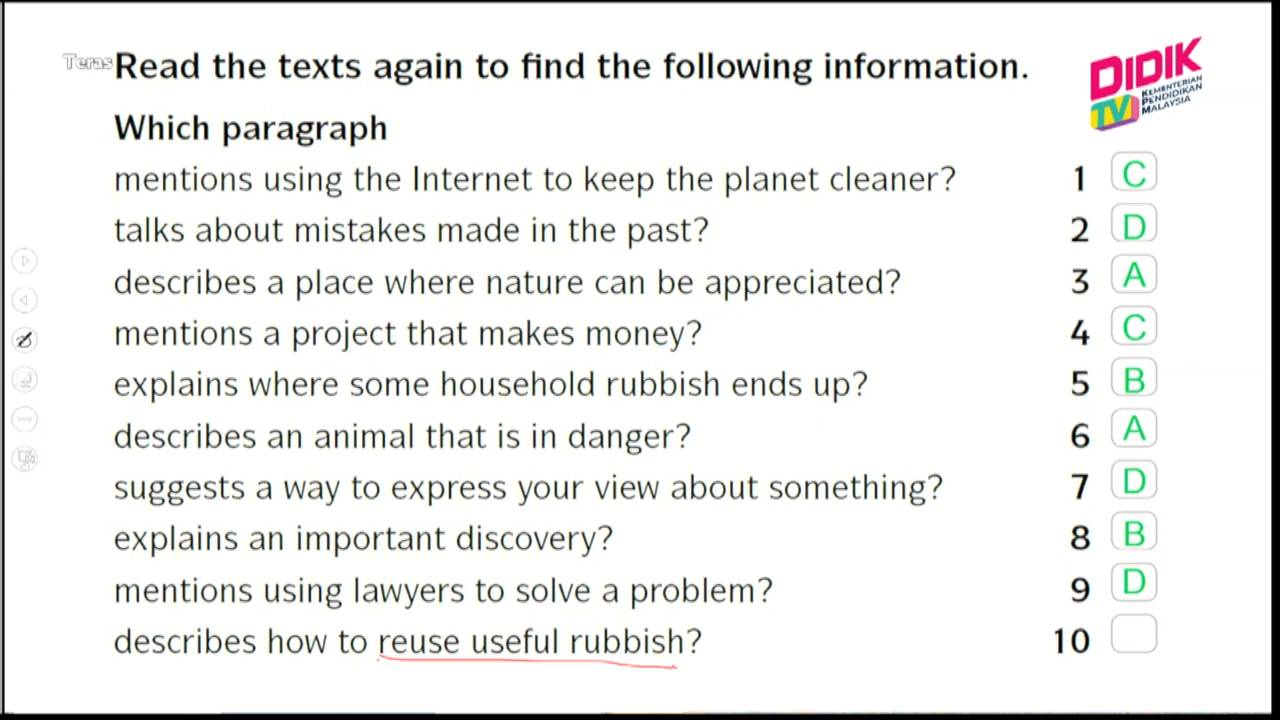 Teras
Read the texts again to find the following information.
DIDIK
TV
KEMENTERIAN
PENDIDIKAN
MALAYSIA
Which paragraph
mentions using the Internet to keep the planet cleaner? 1 C
talks about mistakes made in the past? 2 D
describes a place where nature can be appreciated? 3 A
mentions a project that makes money? 4 C
explains where some household rubbish ends up? 5 B
describes an animal that is in danger? 6 A
suggests a way to express your view about something? 7 D
explains an important discovery? 8 B
mentions using lawyers to solve a problem? 9 D
describes how to reuse useful rubbish? 10